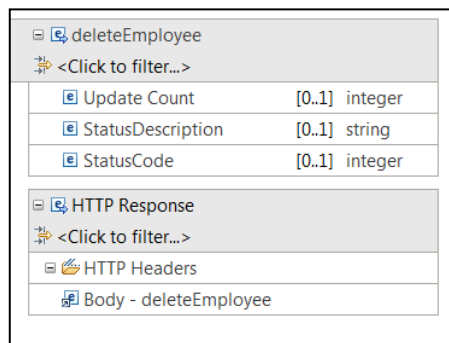 deleteEmployee
<Click to filter...>
Update Count [0..1] integer
StatusDescription [0..1] string
StatusCode [0..1] integer
HTTP Response
<Click to filter...>
HTTP Headers
Body - deleteEmployee